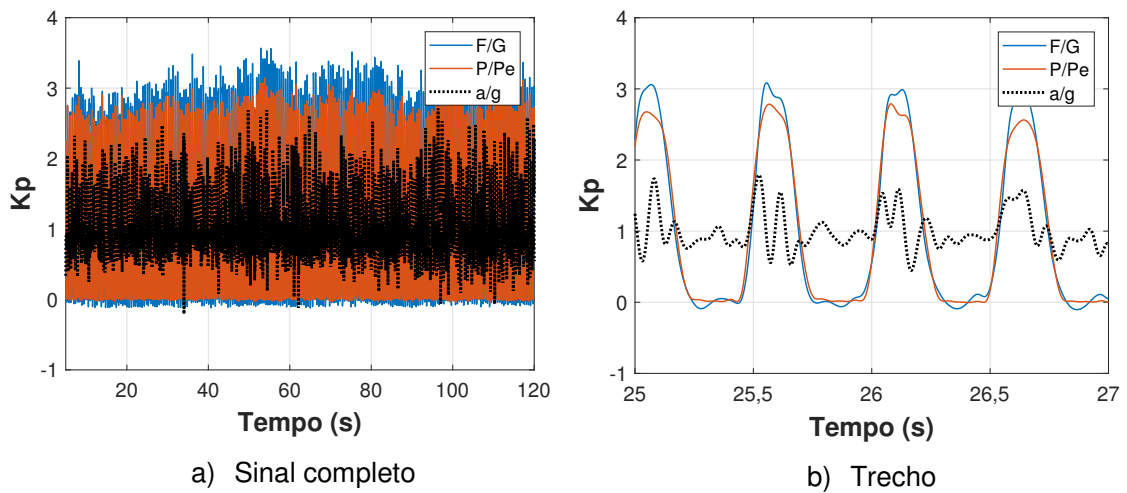 4
3
2
1
0
-1
Kp
20
40
60
80
100
120
Tempo (s)
F/G
P/Pe
a/g
a) Sinal completo
4
3
2
1
0
-1
Kp
25
25,5
26
26,5
27
Tempo (s)
F/G
P/Pe
a/g
b) Trecho